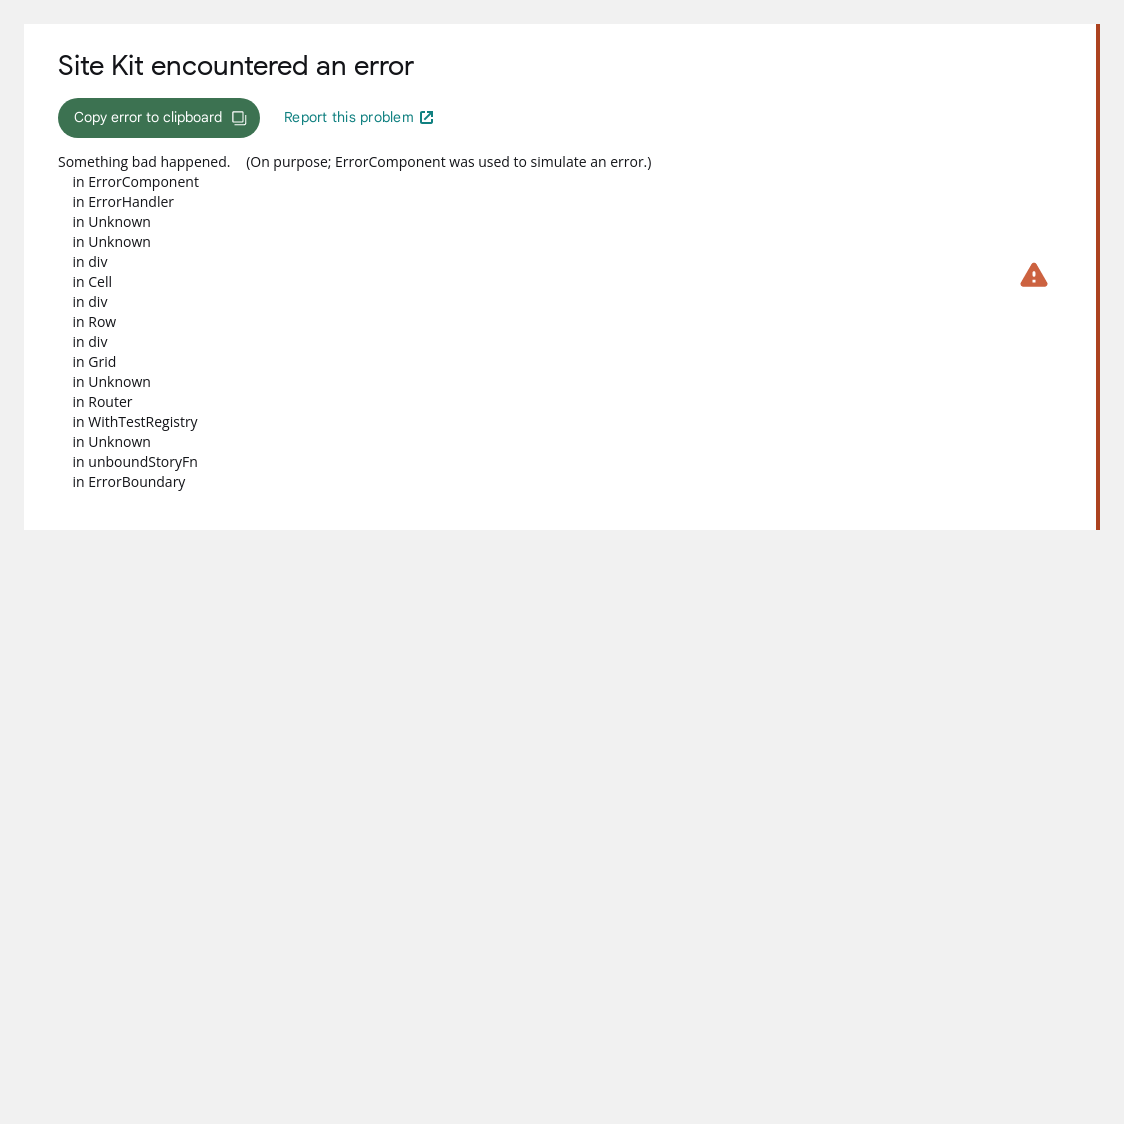 Site Kit encountered an error
Copy error to clipboard
Report this problem
Something bad happened. (On purpose; ErrorComponent was used to simulate an error.)
in ErrorComponent
in ErrorHandler
in Unknown
in Unknown
in div
in Cell
in div
in Row
in div
in Grid
in Unknown
in Router
in WithTestRegistry
in Unknown
in unboundStoryFn
in ErrorBoundary